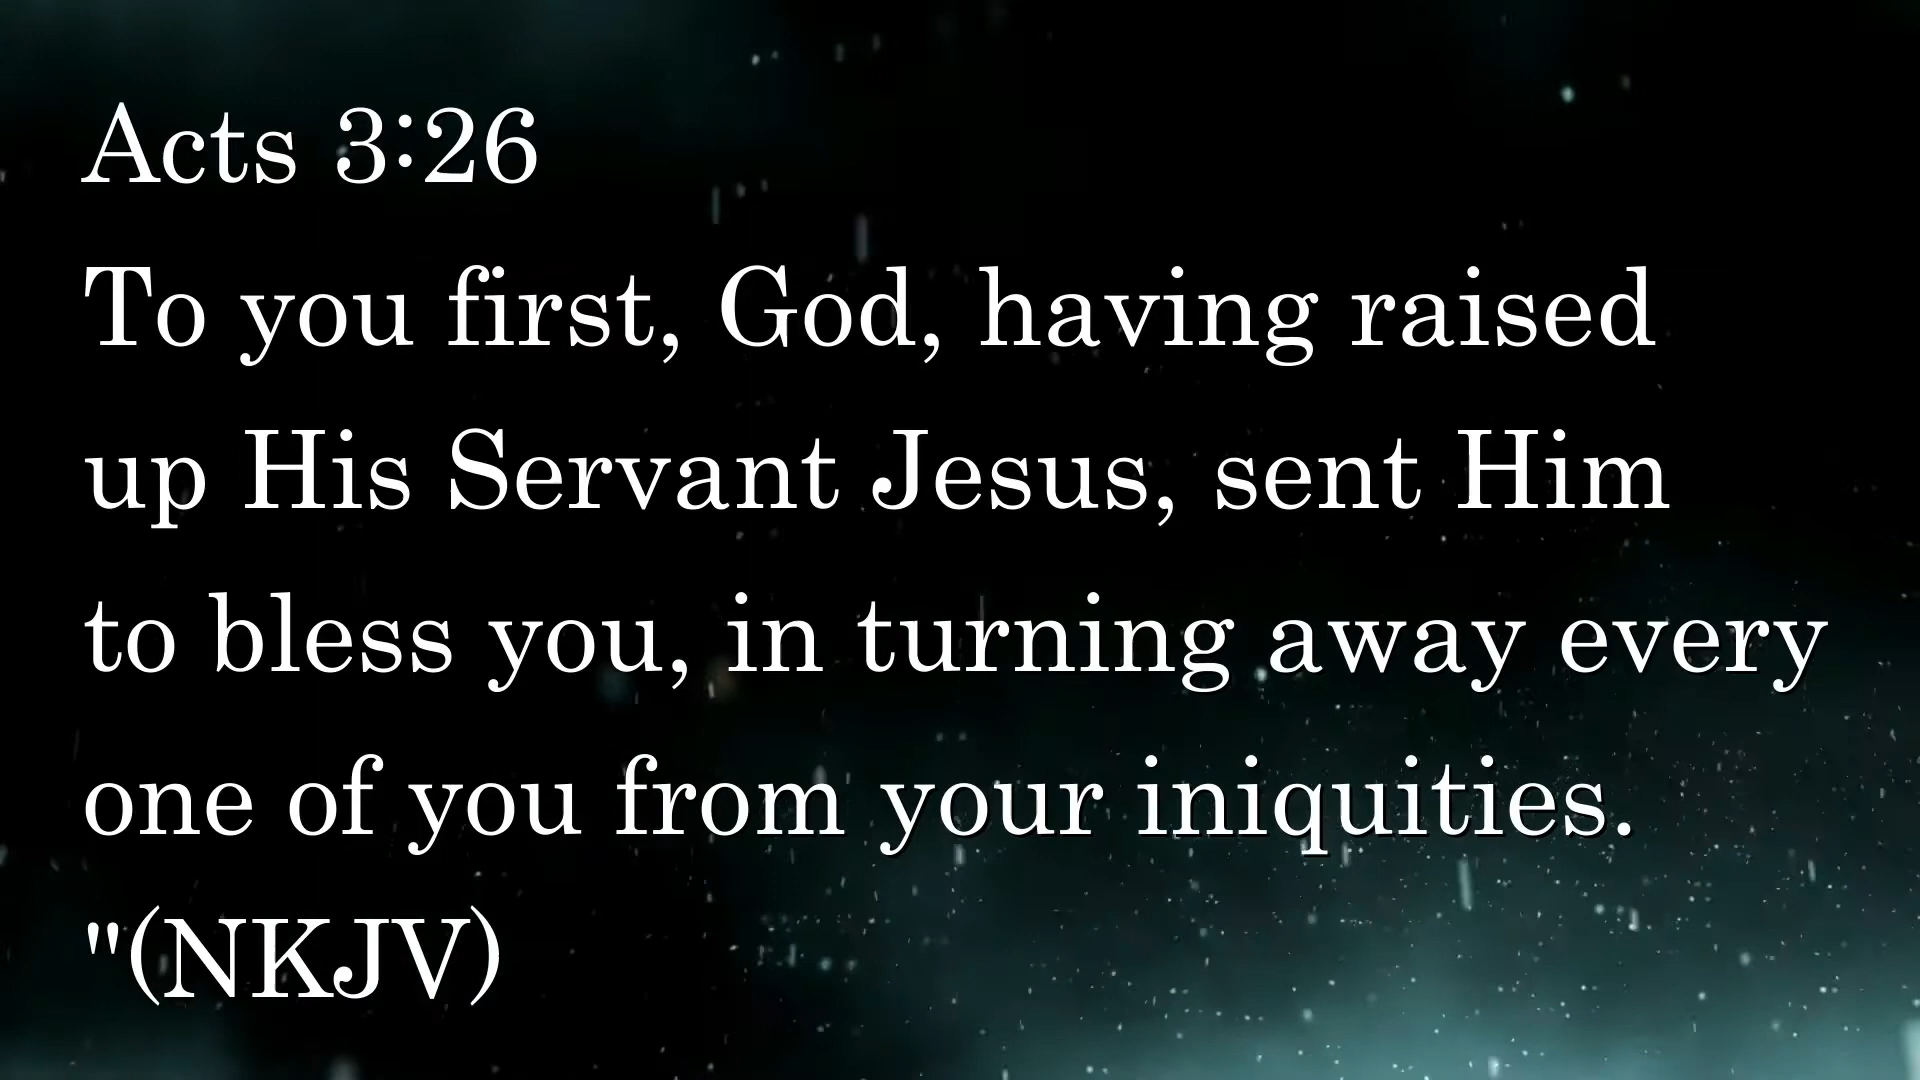 Acts 3:26
To you first, God, having raised
up His Servant Jesus, sent Him
to bless you, in turning away every
one of you from your iniquities.
"(NKJV)